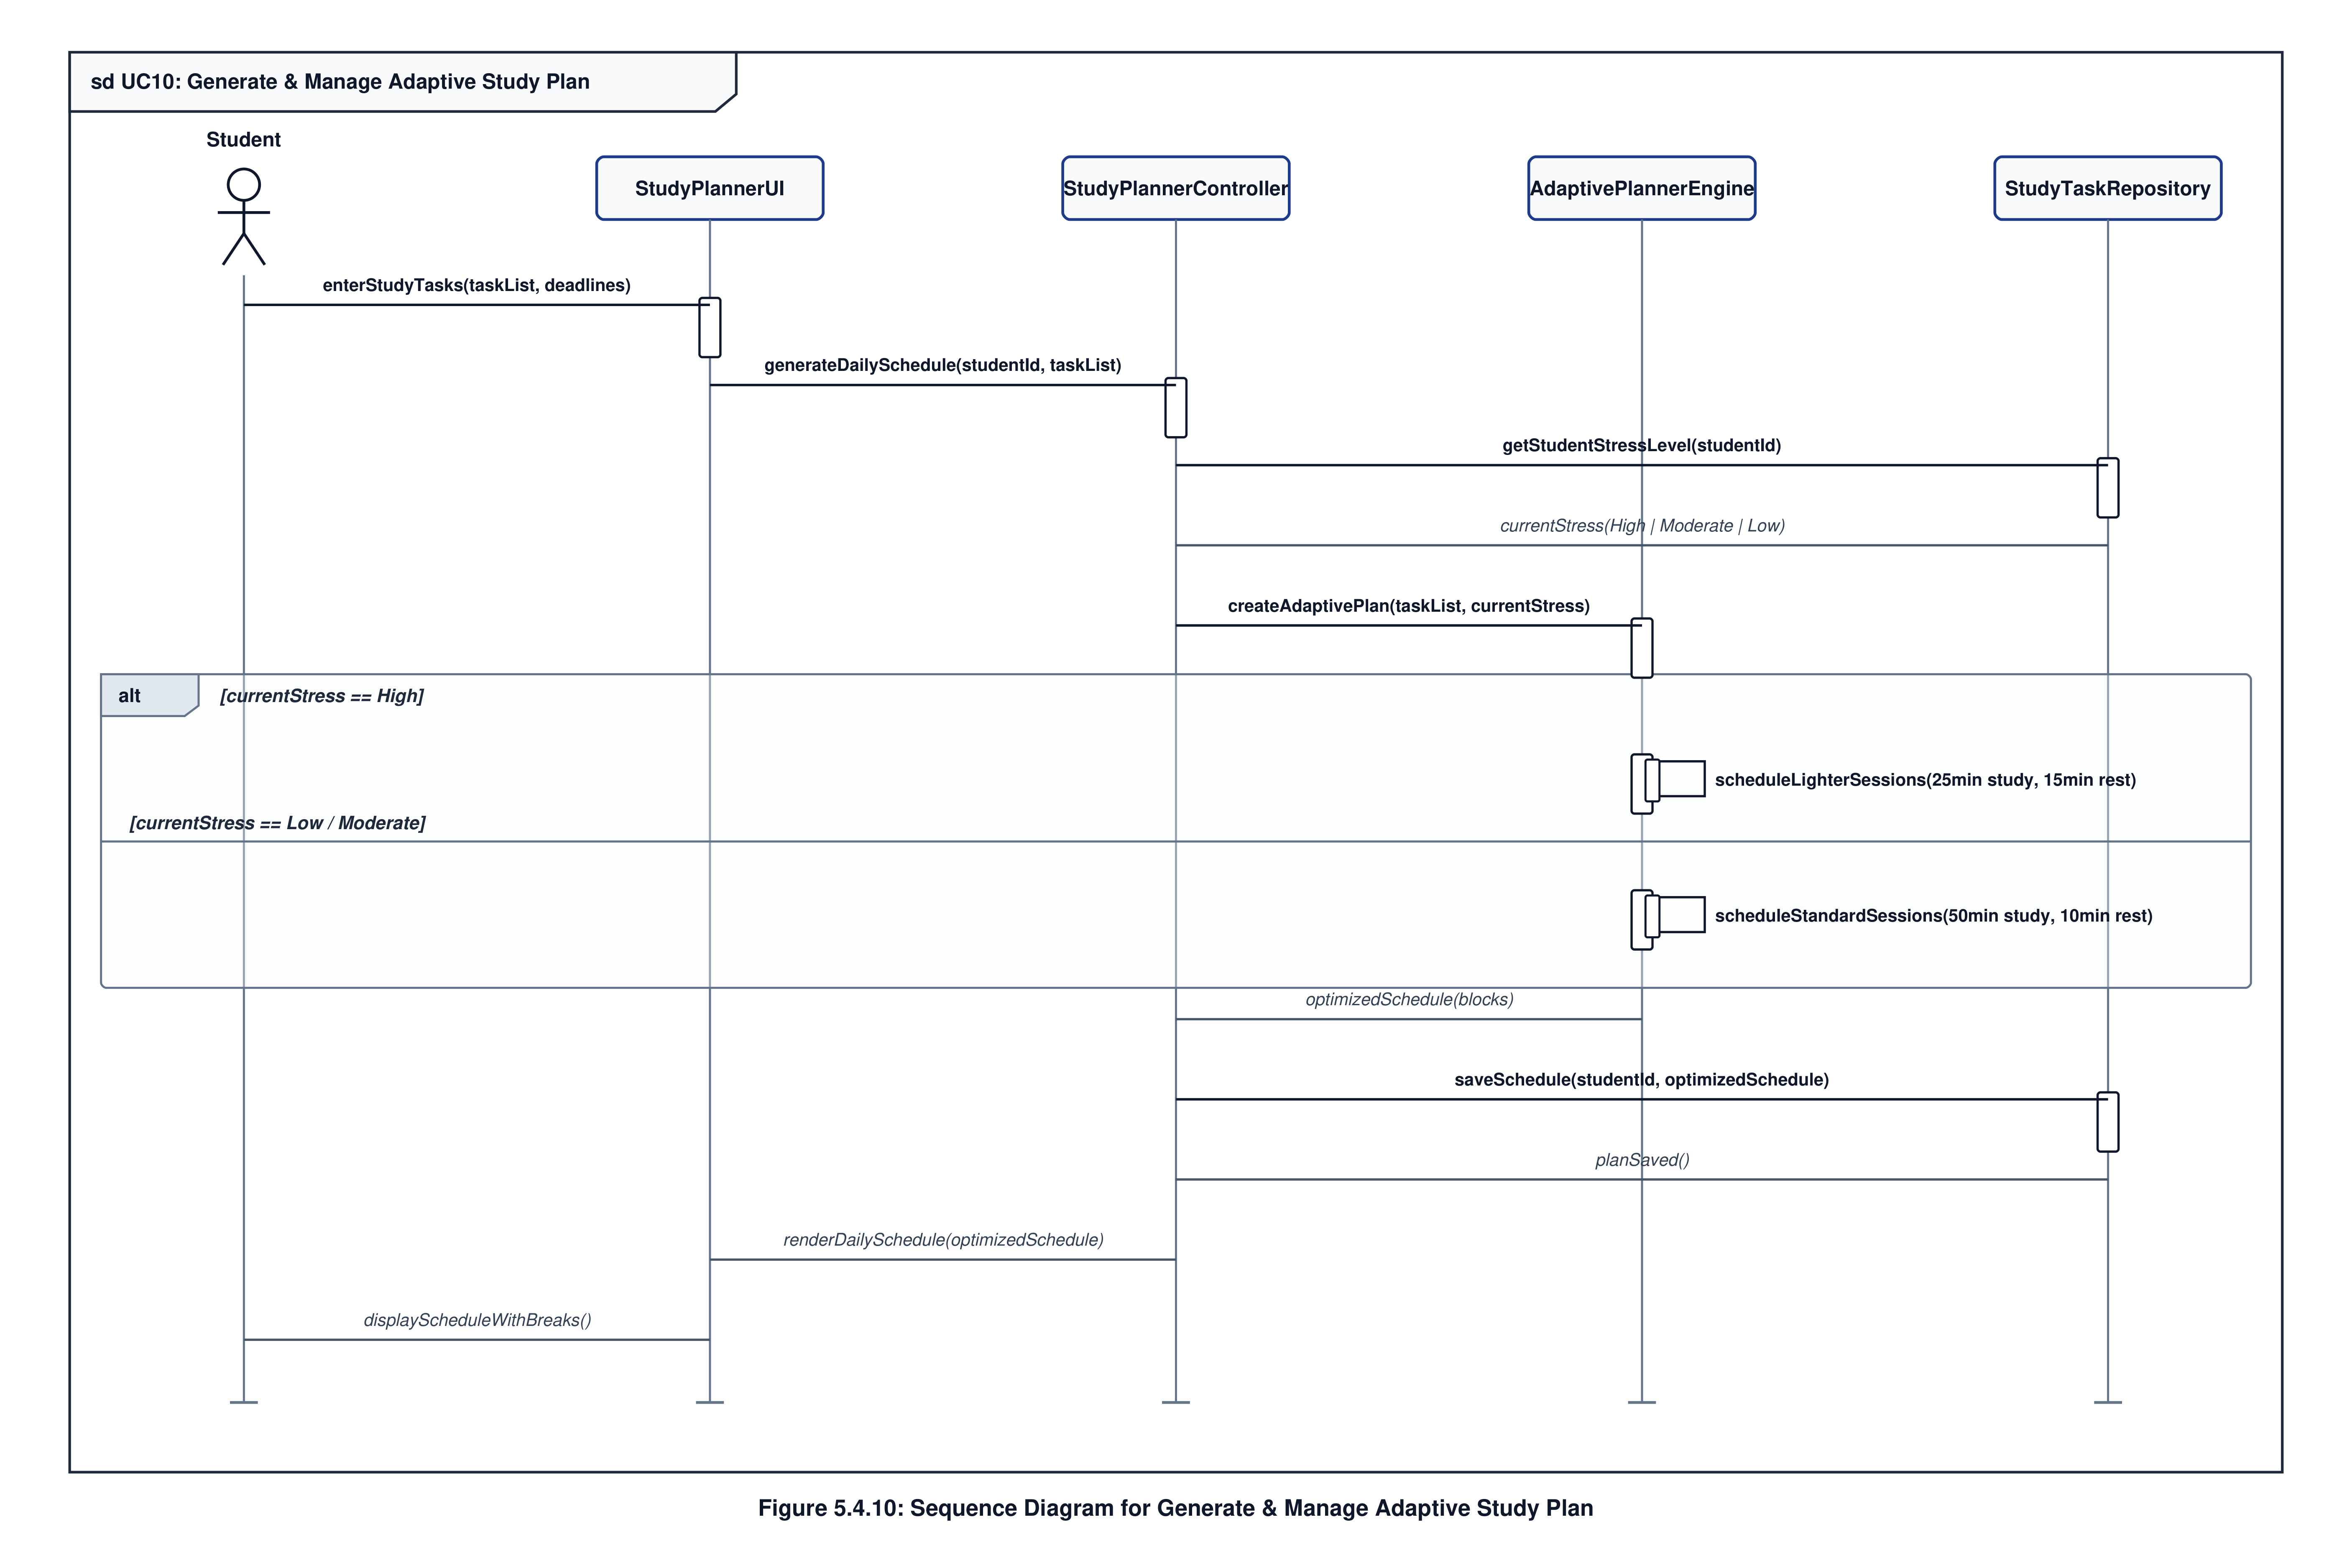 sd UC10: Generate & Manage Adaptive Study Plan
Student
StudyPlannerUI
StudyPlannerController
AdaptivePlannerEngine
StudyTaskRepository
enterStudyTasks(taskList, deadlines)
generateDailySchedule(studentId, taskList)
getStudentStressLevel(studentId)
currentStress(High | Moderate | Low)
createAdaptivePlan(taskList, currentStress)
alt
[currentStress == High]
scheduleLighterSessions(25min study, 15min rest)
[currentStress == Low / Moderate]
scheduleStandardSessions(50min study, 10min rest)
optimizedSchedule(blocks)
saveSchedule(studentId, optimizedSchedule)
planSaved()
renderDailySchedule(optimizedSchedule)
displayScheduleWithBreaks()
Figure 5.4.10: Sequence Diagram for Generate & Manage Adaptive Study Plan